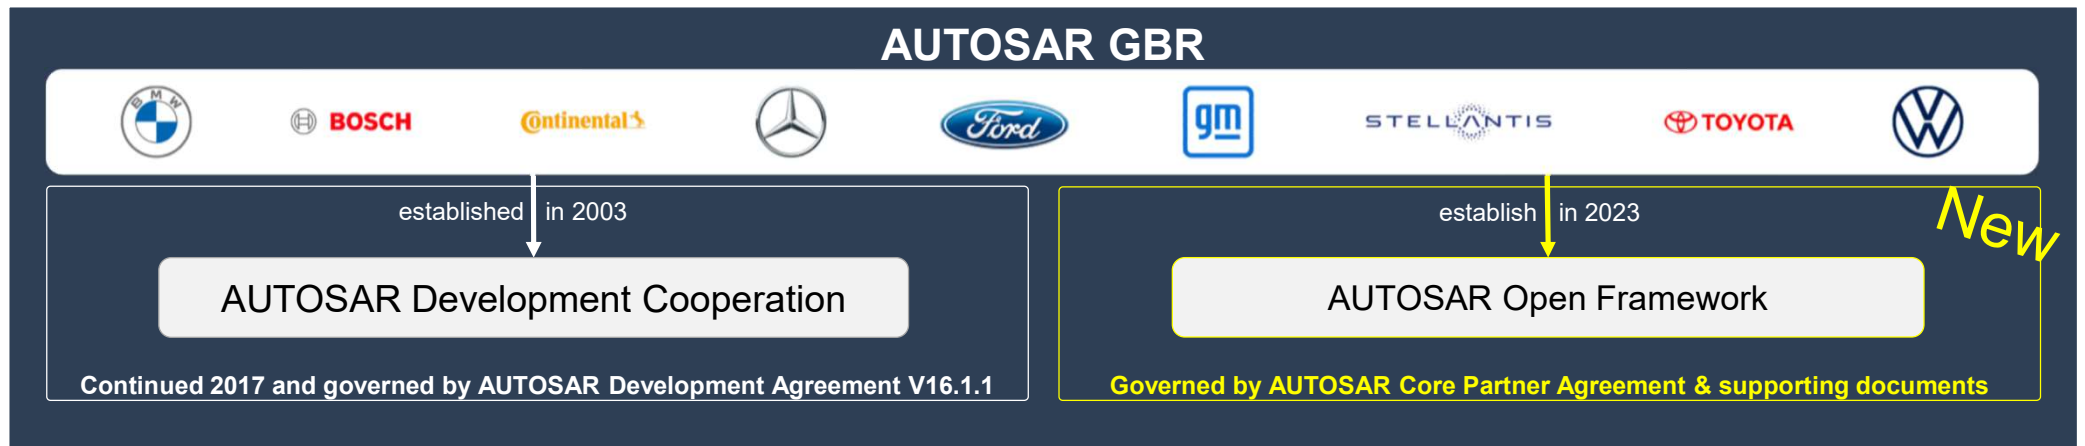 AUTOSAR GBR
BMW
BOSCH
Continental
Ford
gm
STELLANTIS
TOYOTA
VW
established in 2003
AUTOSAR Development Cooperation
Continued 2017 and governed by AUTOSAR Development Agreement V16.1.1
establish in 2023
New
AUTOSAR Open Framework
Governed by AUTOSAR Core Partner Agreement & supporting documents